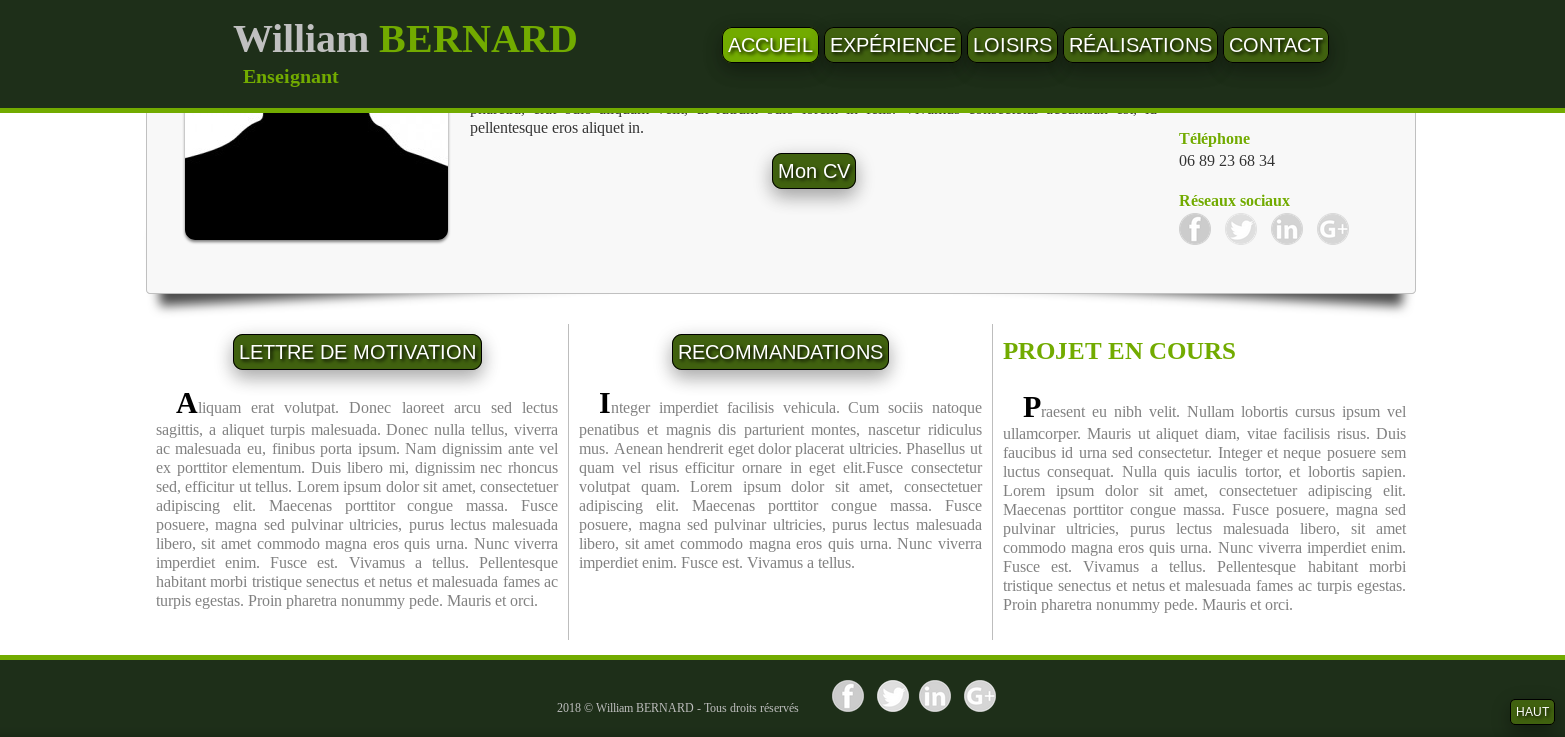 William BERNARD
Enseignant
ACCUEIL EXPÉRIENCE LOISIRS RÉALISATIONS CONTACT
pellentesque eros aliquet in.
Mon CV
Téléphone
06 89 23 68 34
Réseaux sociaux
LETTRE DE MOTIVATION
Aliquam erat volutpat. Donec laoreet arcu sed lectus
sagittis, a aliquet turpis malesuada. Donec nulla tellus, viverra
ac malesuada eu, finibus porta ipsum. Nam dignissim ante vel
ex porttitor elementum. Duis libero mi, dignissim nec rhoncus
sed, efficitur ut tellus. Lorem ipsum dolor sit amet, consectetuer
adipiscing elit. Maecenas porttitor congue massa. Fusce
posuere, magna sed pulvinar ultricies, purus lectus malesuada
libero, sit amet commodo magna eros quis urna. Nunc viverra
imperdiet enim. Fusce est. Vivamus a tellus. Pellentesque
habitant morbi tristique senectus et netus et malesuada fames ac
turpis egestas. Proin pharetra nonummy pede. Mauris et orci.
RECOMMANDATIONS
Integer imperdiet facilisis vehicula. Cum sociis natoque
penatibus et magnis dis parturient montes, nascetur ridiculus
mus. Aenean hendrerit eget dolor placerat ultricies. Phasellus ut
quam vel risus efficitur ornare in eget elit.Fusce consectetur
volutpat quam. Lorem ipsum dolor sit amet, consectetuer
adipiscing elit. Maecenas porttitor congue massa. Fusce
posuere, magna sed pulvinar ultricies, purus lectus malesuada
libero, sit amet commodo magna eros quis urna. Nunc viverra
imperdiet enim. Fusce est. Vivamus a tellus.
PROJET EN COURS
Praesent eu nibh velit. Nullam lobortis cursus ipsum vel
ullamcorper. Mauris ut aliquet diam, vitae facilisis risus. Duis
faucibus id urna sed consectetur. Integer et neque posuere sem
luctus consequat. Nulla quis iaculis tortor, et lobortis sapien.
Lorem ipsum dolor sit amet, consectetuer adipiscing elit.
Maecenas porttitor congue massa. Fusce posuere, magna sed
pulvinar ultricies, purus lectus malesuada libero, sit amet
commodo magna eros quis urna. Nunc viverra imperdiet enim.
Fusce est. Vivamus a tellus. Pellentesque habitant morbi
tristique senectus et netus et malesuada fames ac turpis egestas.
Proin pharetra nonummy pede. Mauris et orci.
2018 © William BERNARD - Tous droits réservés
HAUT